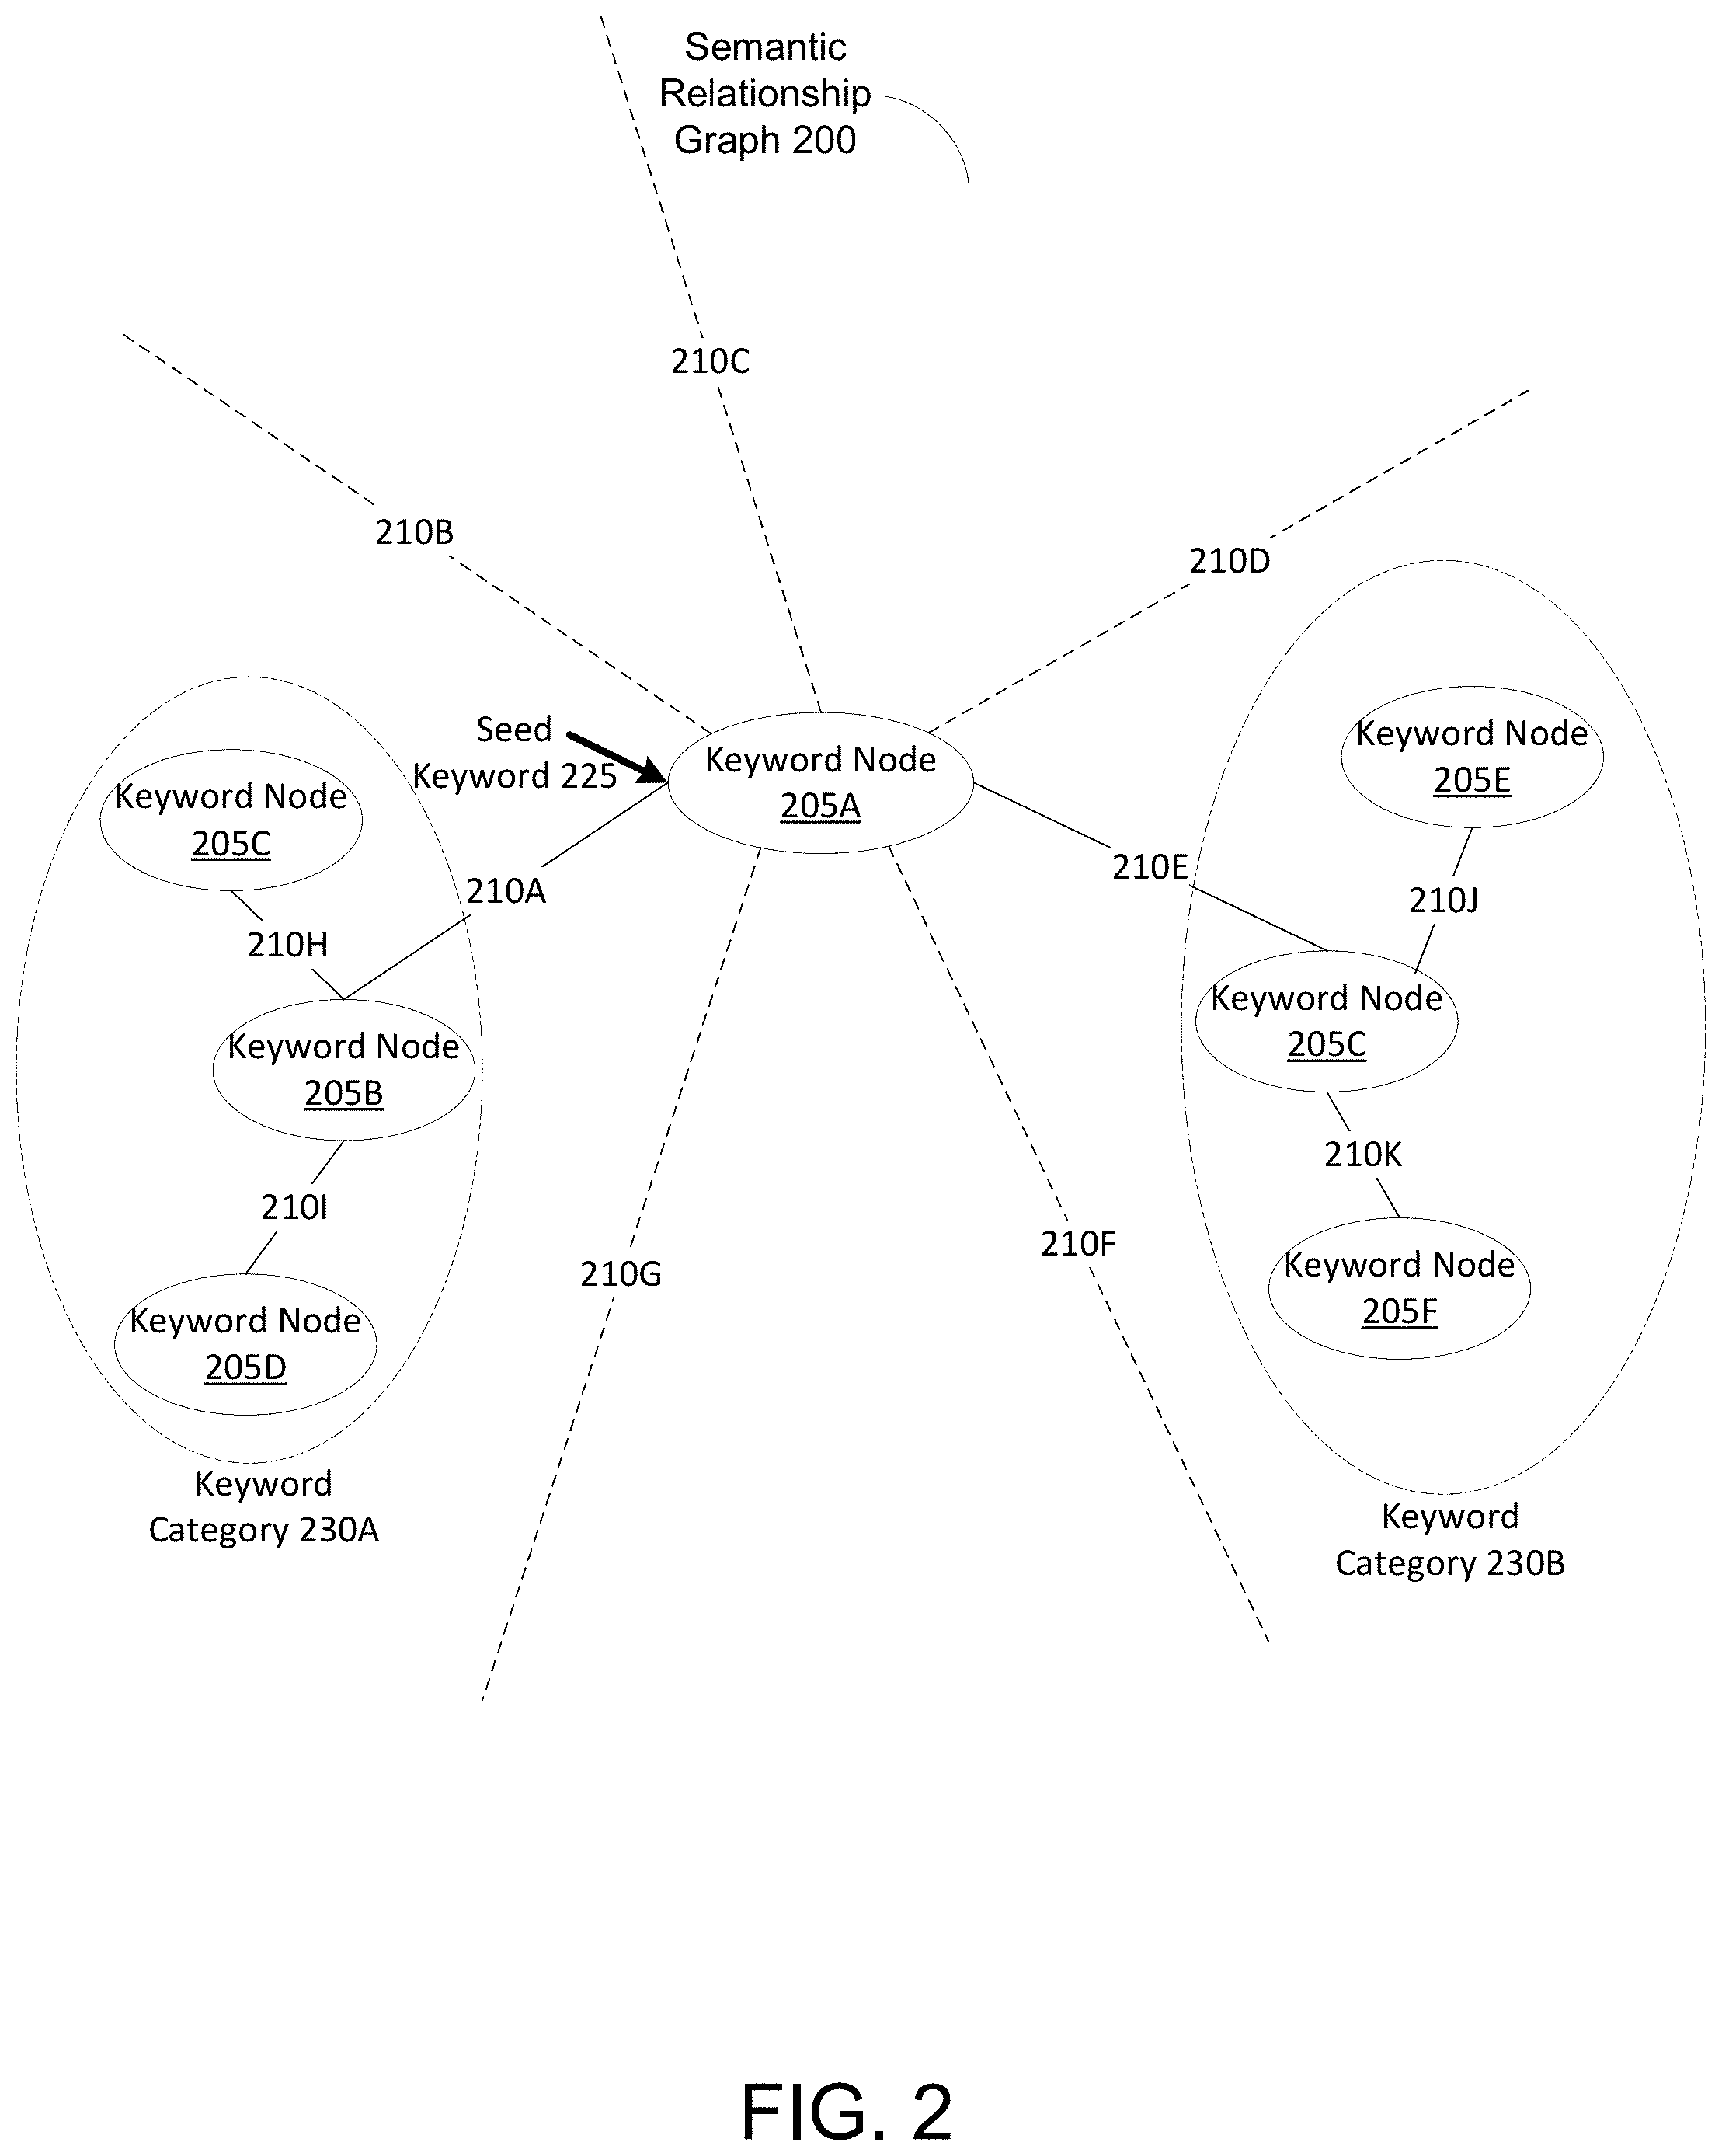 Semantic
Relationship
Graph 200
210C
210B
210D
Seed
Keyword 225
Keyword Node
205A
Keyword Node
205E
Keyword Node
205C
210E
210A
210J
210H
Keyword Node
205C
Keyword Node
205B
210K
210I
210F
210G
Keyword Node
205F
Keyword Node
205D
Keyword
Category 230A
Keyword
Category 230B
FIG. 2